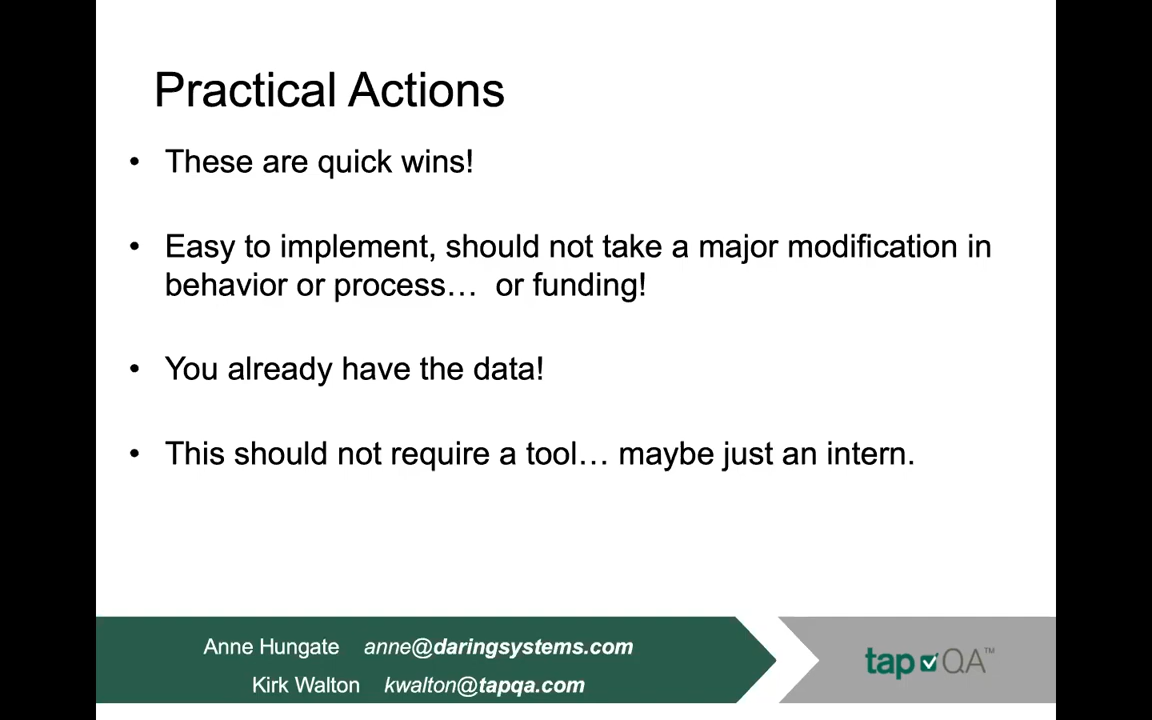 Practical Actions
• These are quick wins!
• Easy to implement, should not take a major modification in
behavior or process… or funding!
• You already have the data!
• This should not require a tool… maybe just an intern.
Anne Hungate anne@daringsystems.com
Kirk Walton kwalton@tapqa.com
tap QA™